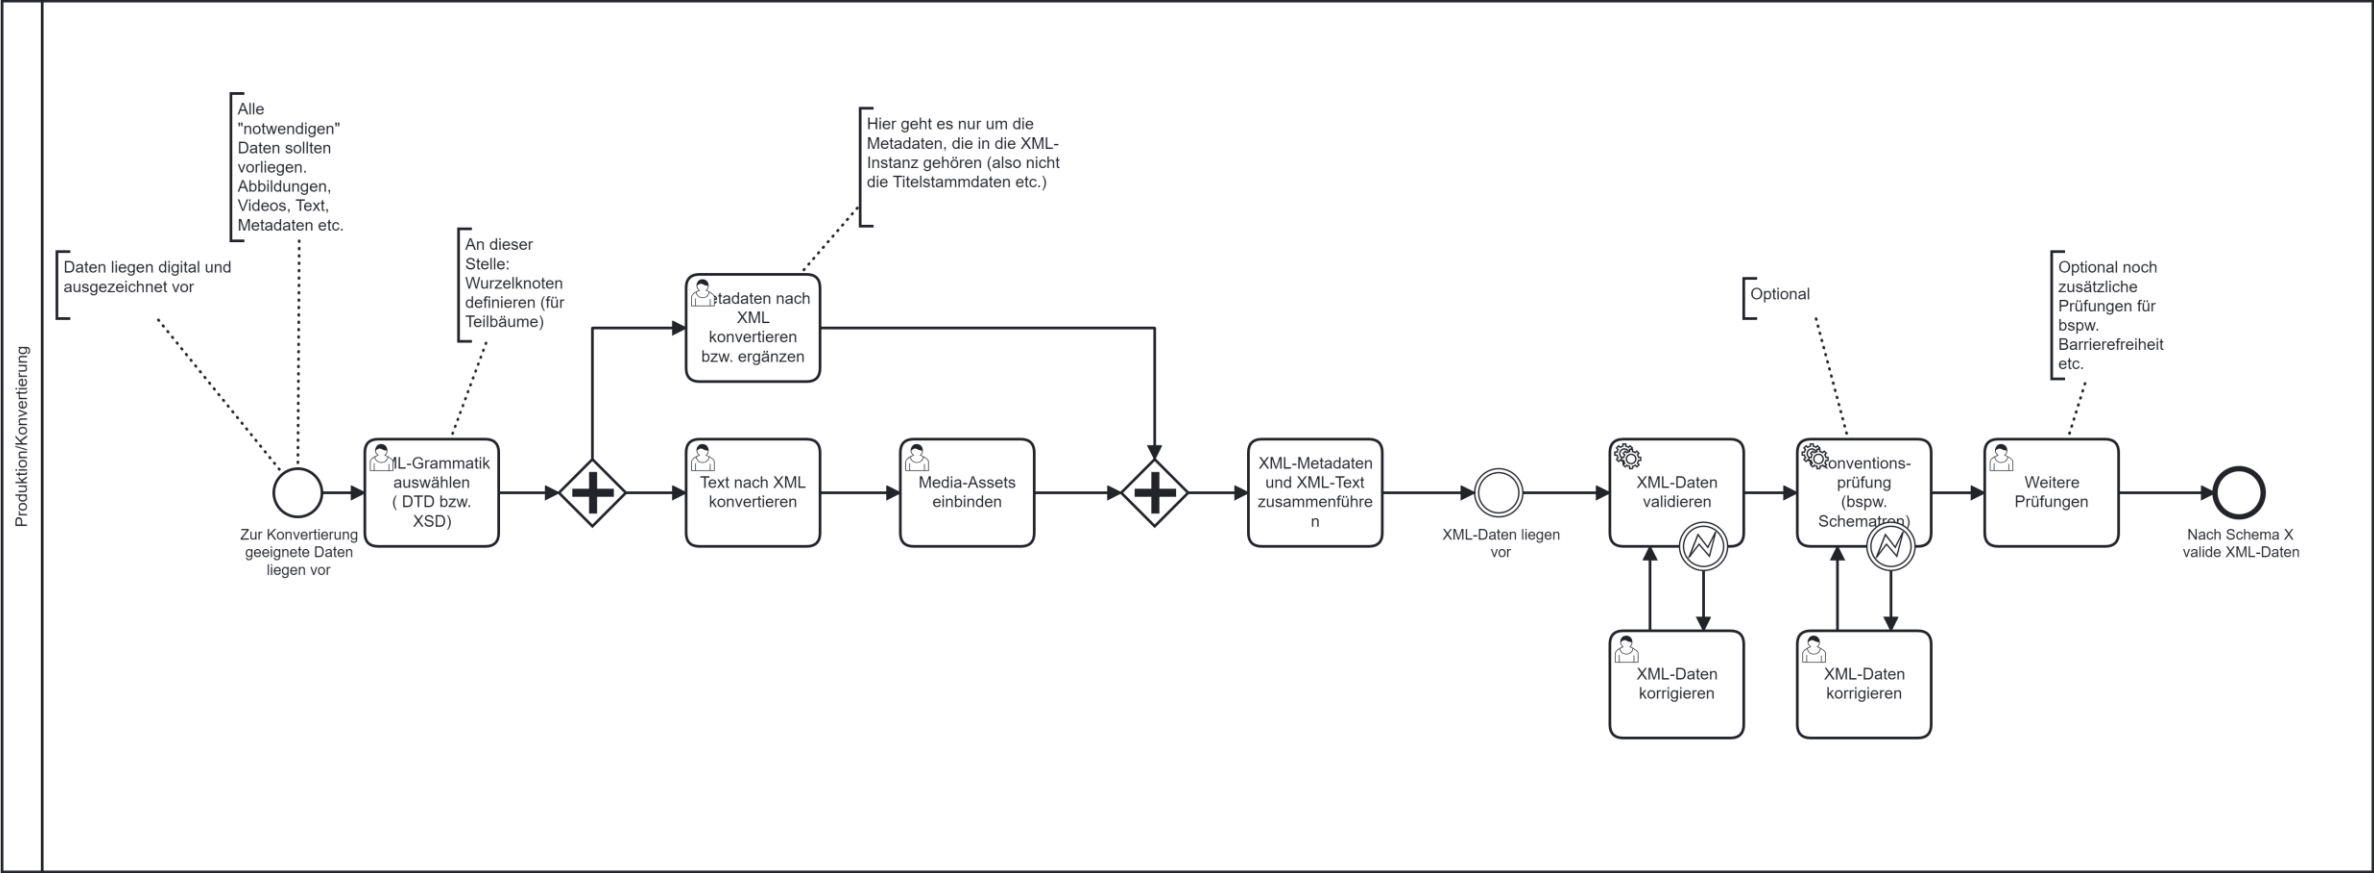 Produktion/Konvertierung
Daten liegen digital und
ausgezeichnet vor
Alle
"notwendigen"
Daten sollten
vorliegen.
Abbildungen,
Videos, Text,
Metadaten etc.
Zur Konvertierung
geeignete Daten
liegen vor
An dieser
Stelle:
Wurzelknoten
definieren (für
Teilbäume)
L-Grammatik
auswählen
( DTD bzw.
XSD)
Hier geht es nur um die
Metadaten, die in die XML-
Instanz gehören (also nicht
die Titelstammdaten etc.)
etadaten nach
XML
konvertieren
bzw. ergänzen
Text nach XML
konvertieren
Media-Assets
einbinden
XML-Metadaten
und XML-Text
zusammenführe
n
XML-Daten liegen
vor
XML-Daten
validieren
XML-Daten
korrigieren
Optional
onventions-
prüfung
(bspw.
Schematron)
XML-Daten
korrigieren
Optional noch
zusätzliche
Prüfungen für
bspw.
Barrierefreiheit
etc.
Weitere
Prüfungen
Nach Schema X
valide XML-Daten